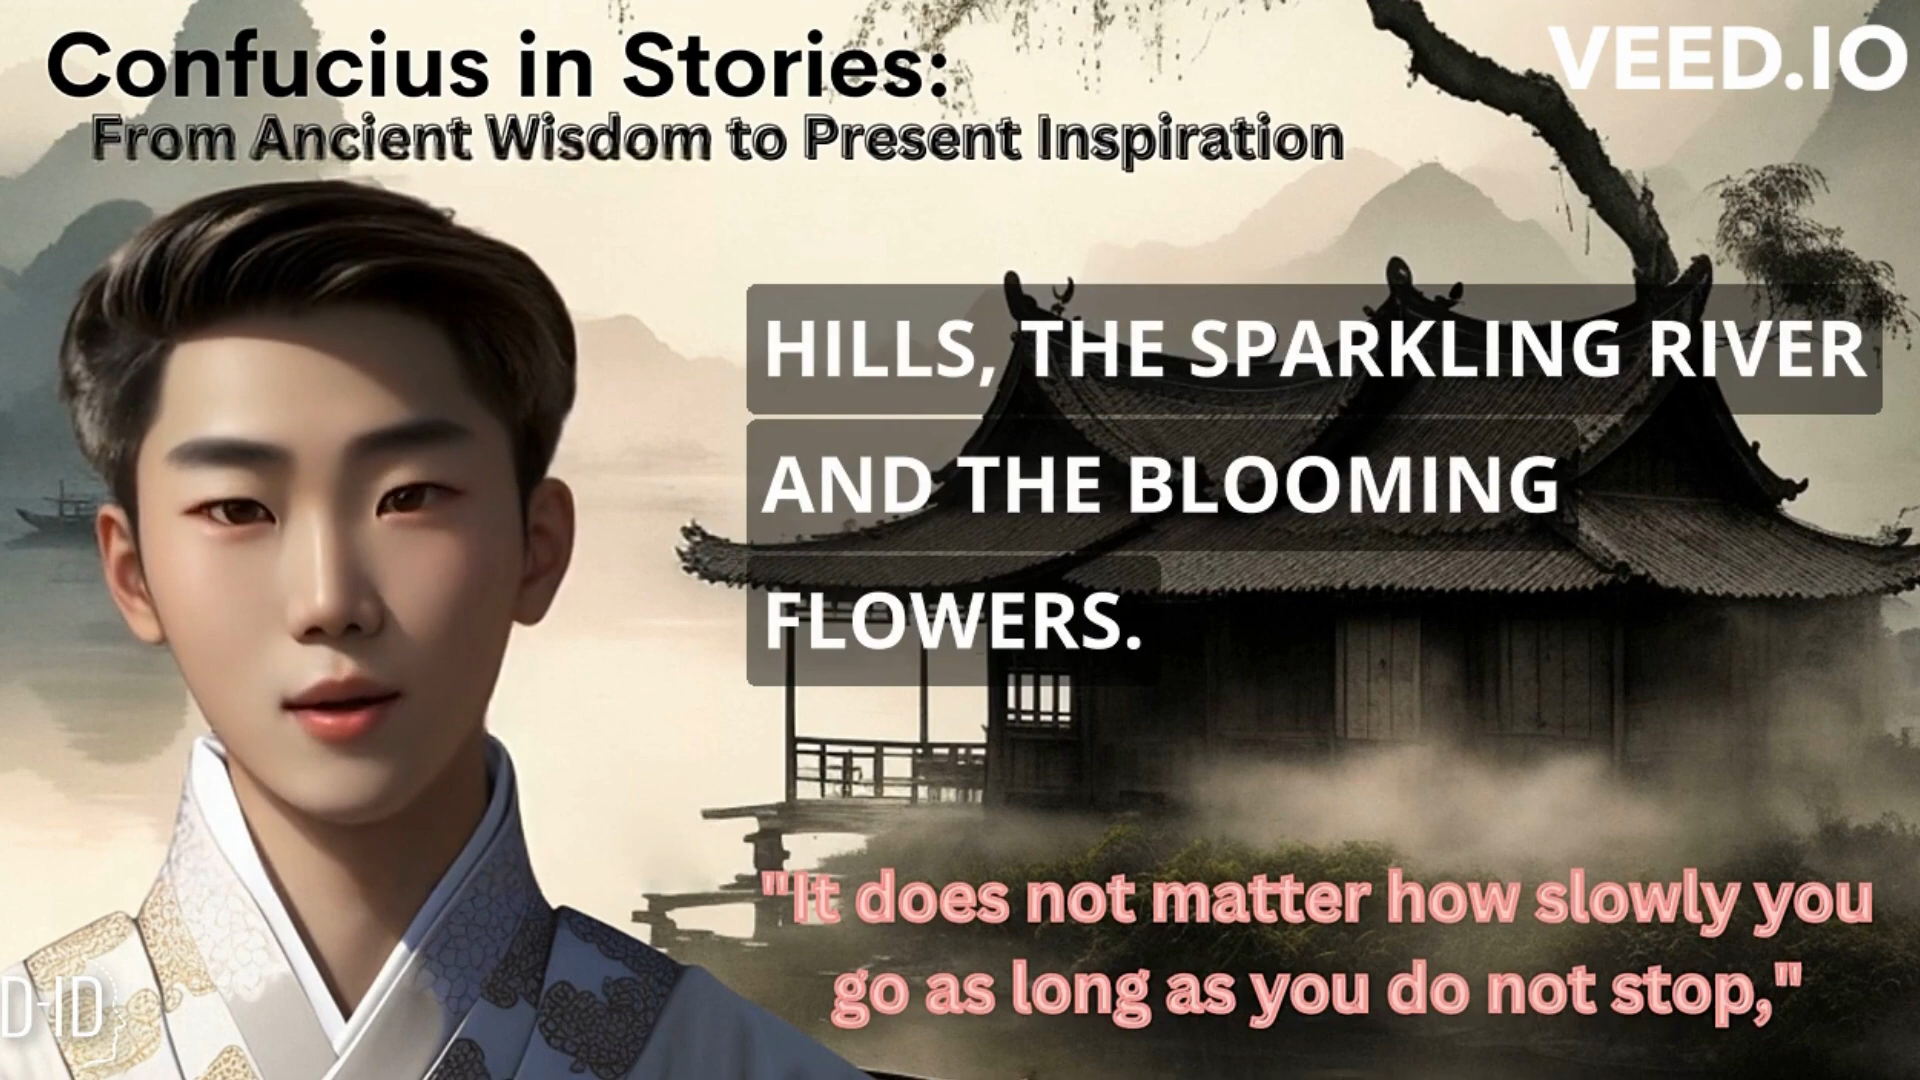 Confucius in Stories:
From Ancient Wisdom to Present Inspiration
VEED.IO
HILLS, THE SPARKLING RIVER
AND THE BLOOMING
FLOWERS.
"It does not matter how slowly you
go as long as you do not stop,"
D-ID